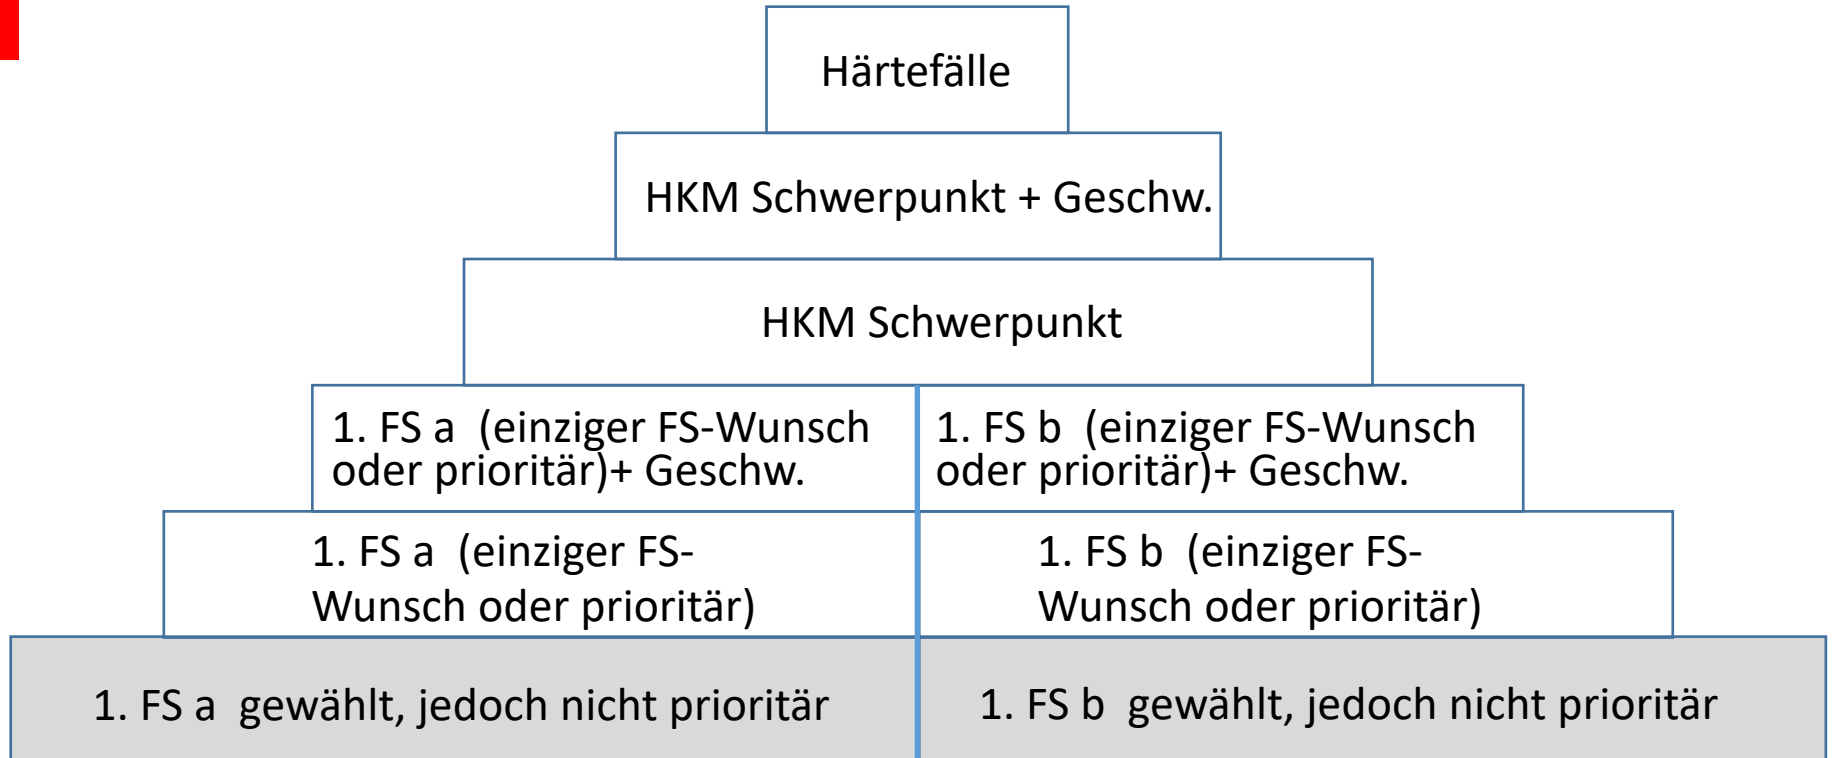 Härtefälle
HKM Schwerpunkt + Geschw.
HKM Schwerpunkt
1. FS a  (einziger FS-Wunsch
oder prioritär)+ Geschw.
1. FS b  (einziger FS-Wunsch
oder prioritär)+ Geschw.
1. FS a  (einziger FS-
Wunsch oder prioritär)
1. FS b  (einziger FS-
Wunsch oder prioritär)
1. FS a  gewählt, jedoch nicht prioritär
1. FS b  gewählt, jedoch nicht prioritär